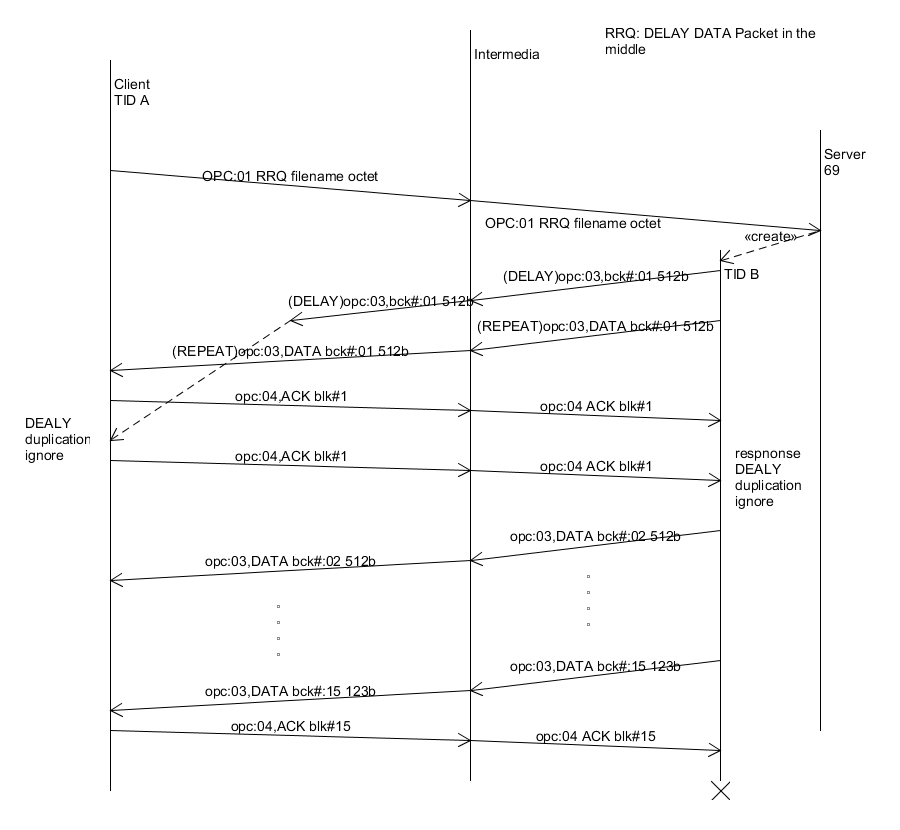 RRQ: DELAY DATA Packet in the
middle
Intermedia
Client
TID A
Server
69
OPC:01 RRQ filename octet
OPC:01 RRQ filename octet
«create»
TID B
(DELAY)opc:03,bck#:01 512b
(DELAY)opc:03,bck#:01 512b
(REPEAT)opc:03,DATA bck#:01 512b
(REPEAT)opc:03,DATA bck#:01 512b
opc:04,ACK blk#1
opc:04 ACK blk#1
DEALY
duplication
ignore
opc:04,ACK blk#1
opc:04 ACK blk#1
respnonse
DEALY
duplication
ignore
opc:03,DATA bck#:02 512b
opc:03,DATA bck#:02 512b
opc:03,DATA bck#:15 123b
opc:03,DATA bck#:15 123b
opc:04,ACK blk#15
opc:04 ACK blk#15